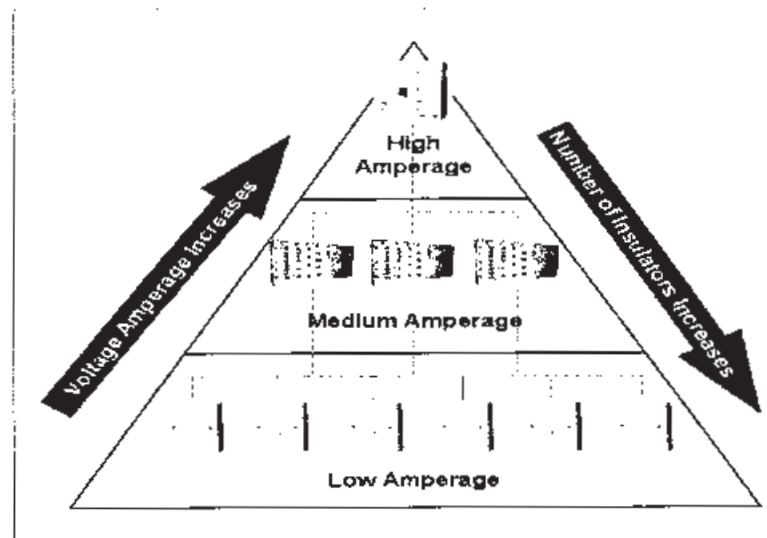 High
Amperage
Voltage Amperage Increases
Number of Insulators Increases
Medium Amperage
Low Amperage